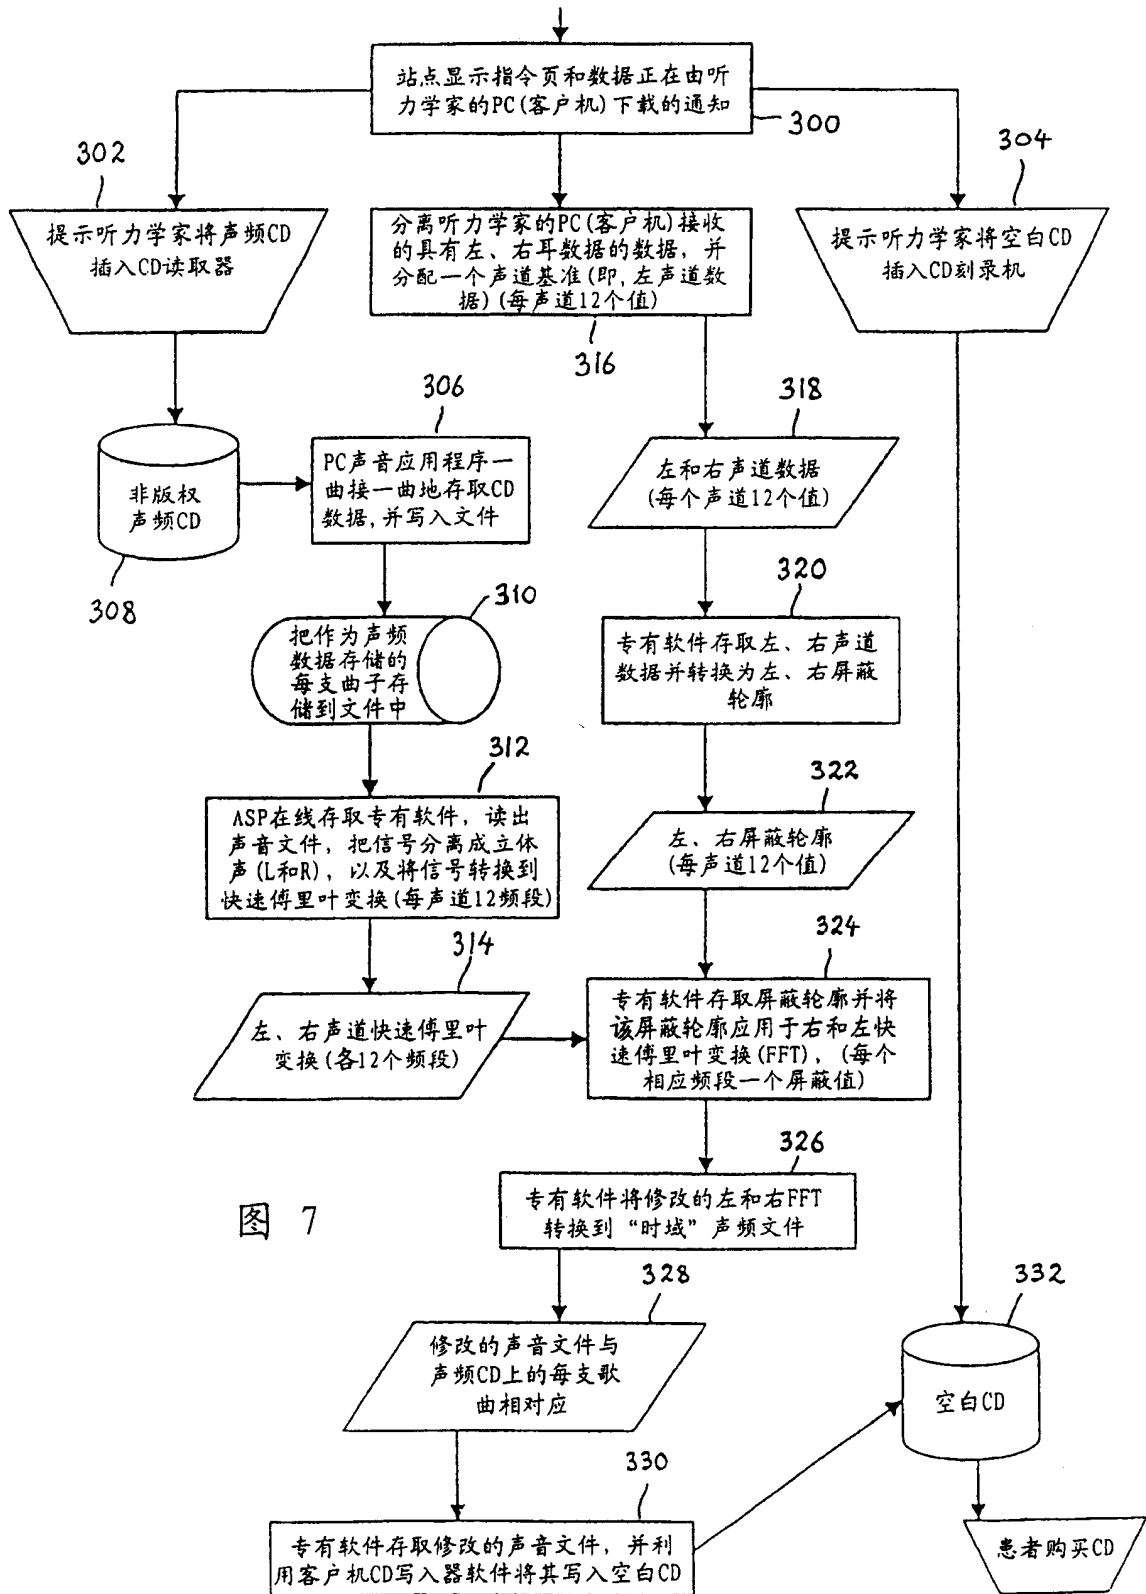 站点显示指令页和数据正在由听
力学家的PC(客户机)下载的通知
300
302
304
提示听力学家将声频CD
插入CD读取器
分离听力学家的PC(客户机)接收
的具有左、右耳数据的数据，并
分配一个声道基准(即,左声道数
据)(每声道12个值)
提示听力学家将空白CD
插入CD刻录机
316
306
318
非版权
声频CD
308
PC声音应用程序一
曲接一曲地存取CD
数据,并写入文件
左和右声道数据
(每个声道12个值)
310
320
把作为声频
数据存储的
每支曲子存
储到文件中
专有软件存取左、右声道
数据并转换为左、右屏蔽
轮廓
312
322
ASP在线存取专有软件，读出
声音文件，把信号分离成立体
声(L和R)，以及将信号转换到
快速傅里叶变换(每声道12频段)
左、右屏蔽轮廓
(每声道12个值)
314
324
左、右声道快速傅里叶
变换(各12个频段)
专有软件存取屏蔽轮廓并将
该屏蔽轮廓应用于右和左快
速傅里叶变换(FFT)，(每个
相应频段一个屏蔽值)
326
专有软件将修改的左和右FFT
转换到“时域”声频文件
图 7
328
332
修改的声音文件与
声频CD上的每支歌
曲相对应
空白CD
330
专有软件存取修改的声音文件，并利
用客户机CD写入器软件将其写入空白CD
患者购买CD